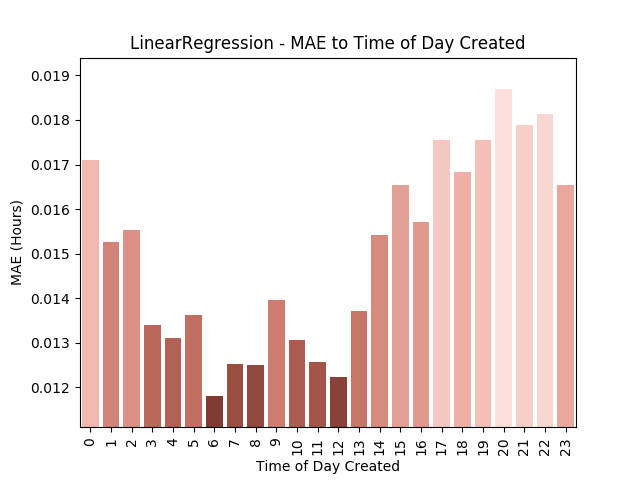 LinearRegression - MAE to Time of Day Created
0.019
0.018
0.017
0.016
0.015
0.014
0.013
0.012
MAE (Hours)
0 1 2 3 4 5 6 7 8 9 10 11 12 13 14 15 16 17 18 19 20 21 22 23
Time of Day Created